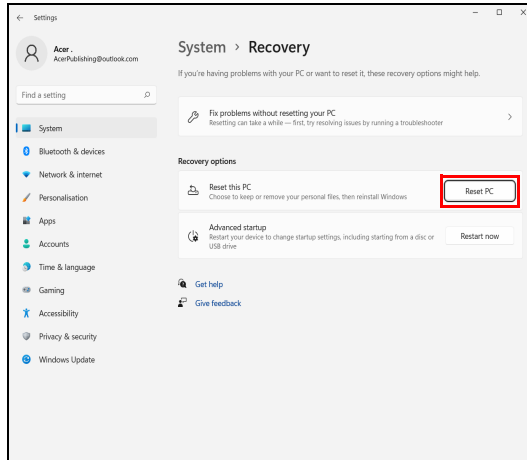 Settings
Acer .
AcerPublishing@outlook.com
Find a setting
System
Bluetooth & devices
Network & internet
Personalisation
Apps
Accounts
Time & language
Gaming
Accessibility
Privacy & security
Windows Update
System > Recovery
If you're having problems with your PC or want to reset it, these recovery options might help.
Fix problems without resetting your PC
Resetting can take a while — first, try resolving issues by running a troubleshooter
Recovery options
Reset this PC
Choose to keep or remove your personal files, then reinstall Windows
Reset PC
Advanced startup
Restart your device to change startup settings, including starting from a disc or
USB drive
Restart now
Get help
Give feedback